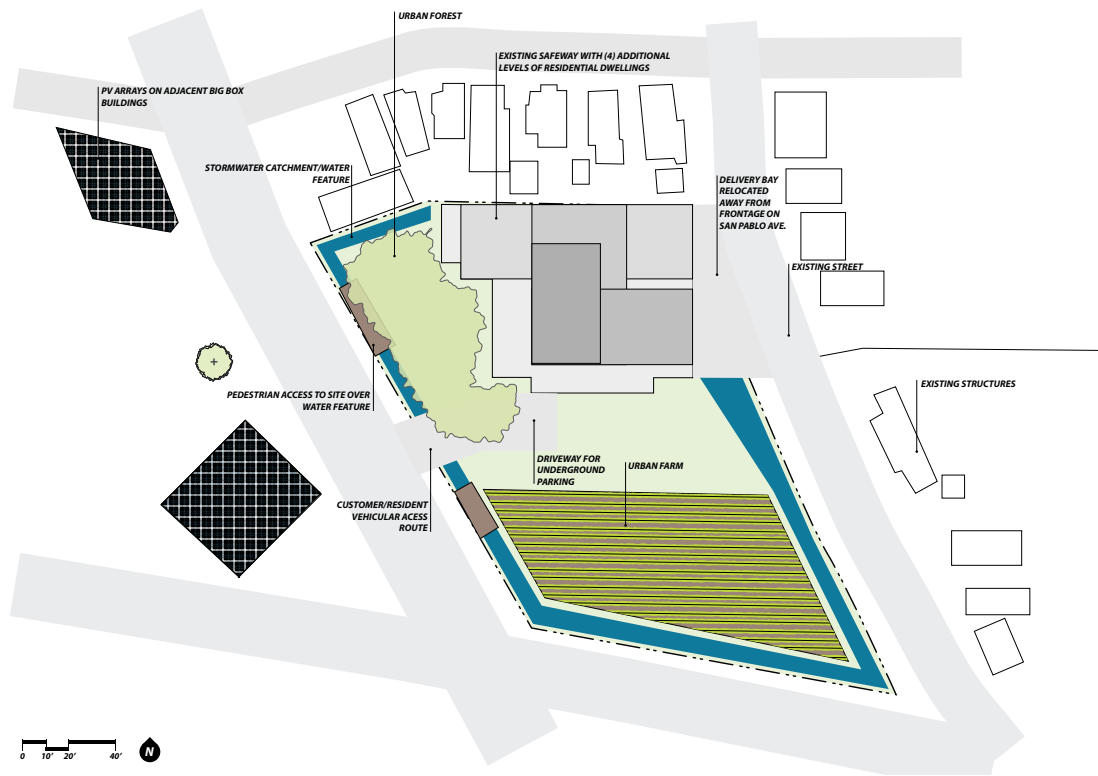 URBAN FOREST
EXISTING SAFEWAY WITH (4) ADDITIONAL
LEVELS OF RESIDENTIAL DWELLINGS
PV ARRAYS ON ADJACENT BIG BOX
BUILDINGS
STORMWATER CATCHMENT/WATER
FEATURE
DELIVERY BAY
RELOCATED
AWAY FROM
FRONTAGE ON
SAN PABLO AVE.
EXISTING STREET
PEDESTRIAN ACCESS TO SITE OVER
WATER FEATURE
EXISTING STRUCTURES
DRIVEWAY FOR
UNDERGROUND
PARKING
URBAN FARM
CUSTOMER/RESIDENT
VEHICULAR ACESS
ROUTE
0 10' 20' 40'
N